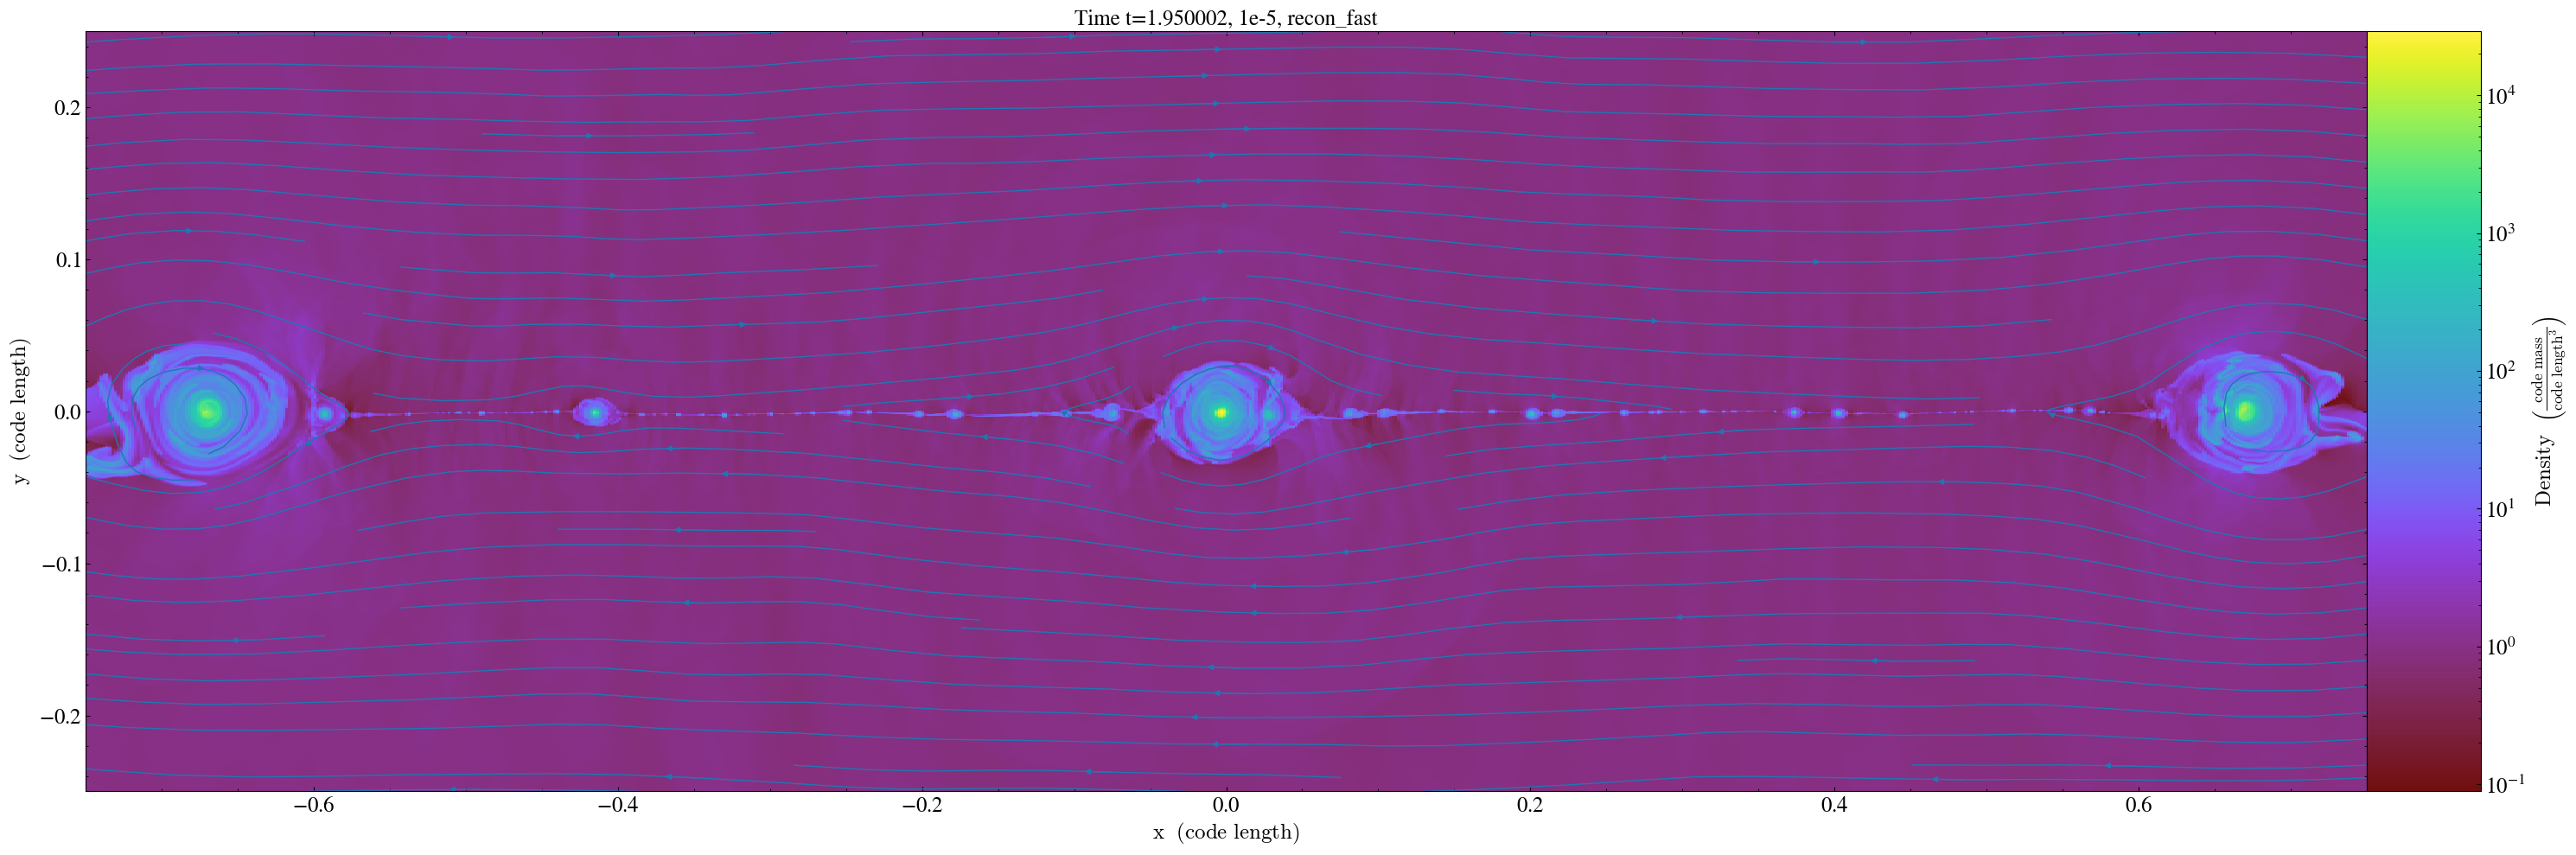 Time t=1.950002, 1e-5, recon_fast
0.2
0.1
0.0
−0.1
−0.2
y (code length)
−0.6 −0.4 −0.2 0.0 0.2 0.4 0.6
x (code length)
10^4
10^3
10^2
10^1
10^0
10^−1
Density (code mass / code length^3)